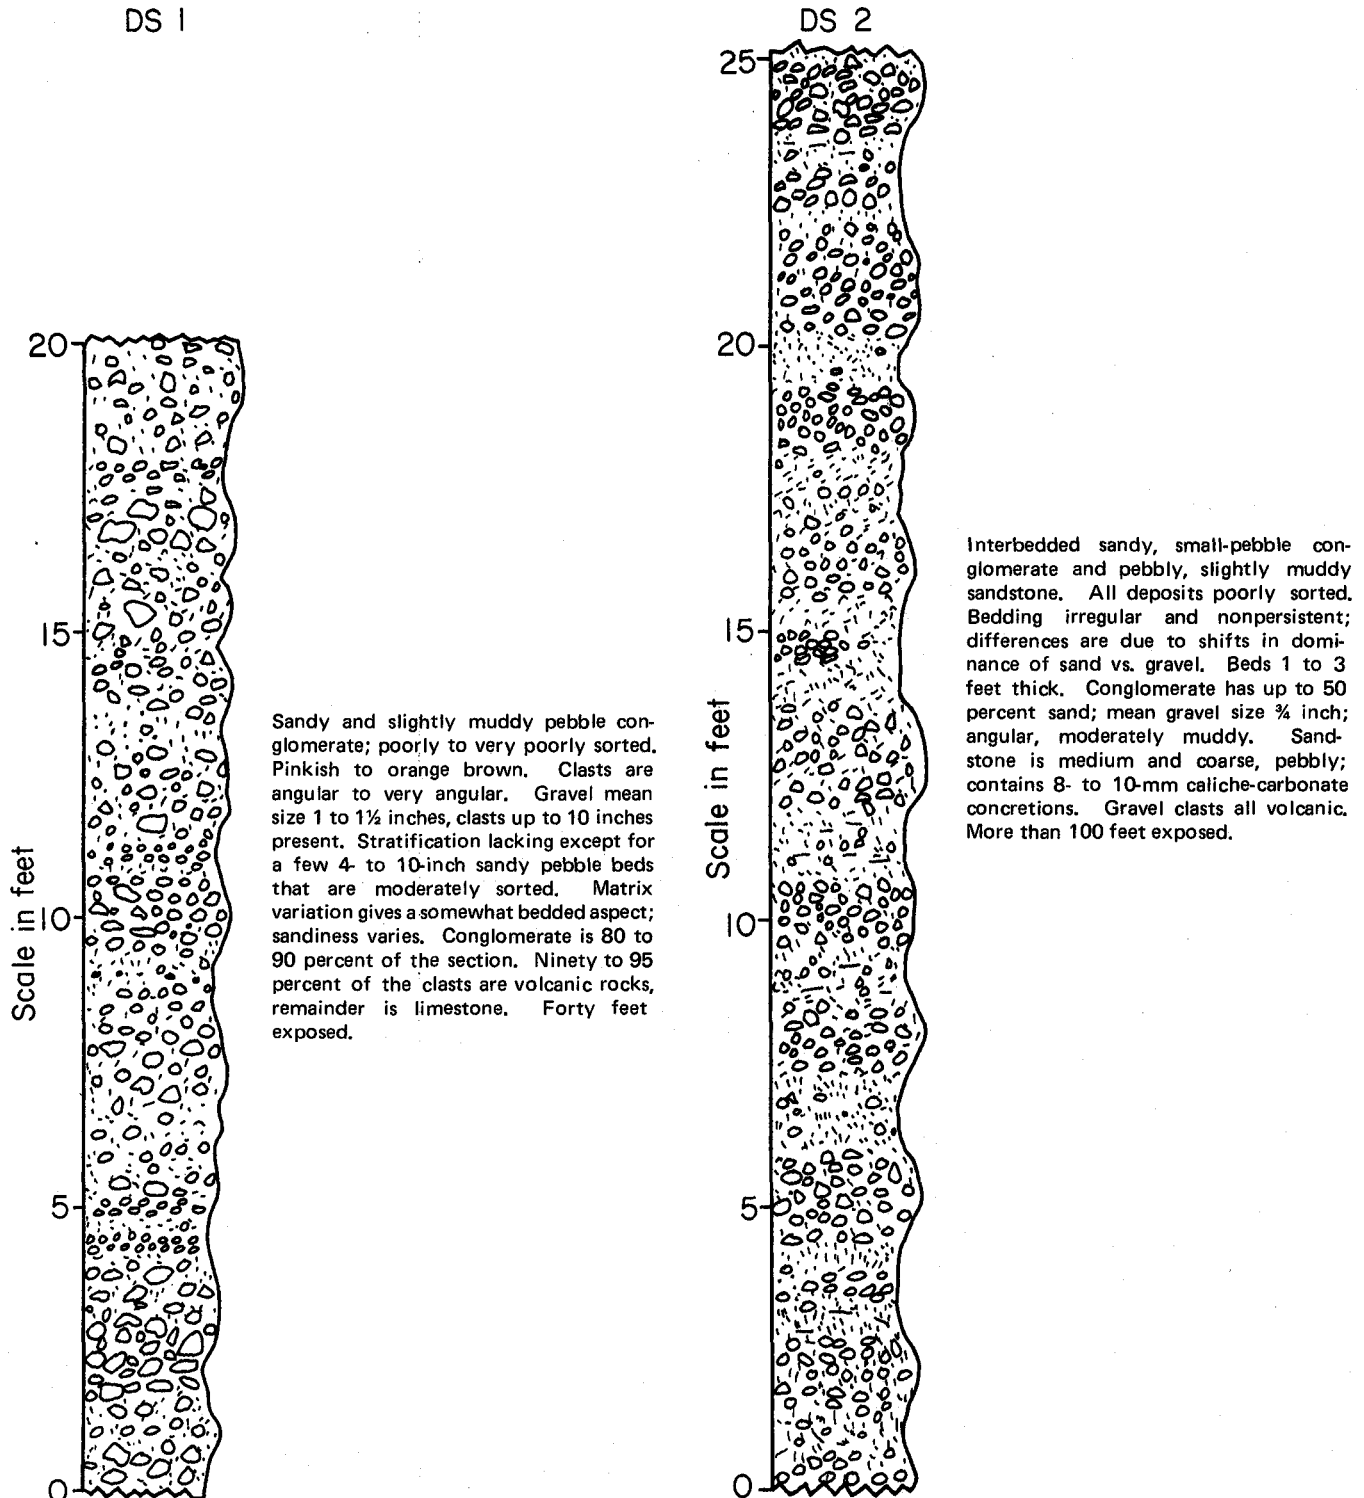 DS 1
20
15
10
5
0
Scale in feet
Sandy and slightly muddy pebble con-
glomerate; poorly to very poorly sorted.
Pinkish to orange brown. Clasts are
angular to very angular. Gravel mean
size 1 to 1½ inches, clasts up to 10 inches
present. Stratification lacking except for
a few 4- to 10-inch sandy pebble beds
that are moderately sorted. Matrix
variation gives a somewhat bedded aspect;
sandiness varies. Conglomerate is 80 to
90 percent of the section. Ninety to 95
percent of the clasts are volcanic rocks,
remainder is limestone. Forty feet
exposed.
DS 2
25
20
15
10
5
0
Scale in feet
Interbedded sandy, small-pebble con-
glomerate and pebbly, slightly muddy
sandstone. All deposits poorly sorted.
Bedding irregular and nonpersistent;
differences are due to shifts in domi-
nance of sand vs. gravel. Beds 1 to 3
feet thick. Conglomerate has up to 50
percent sand; mean gravel size ¾ inch;
angular, moderately muddy. Sand-
stone is medium and coarse, pebbly;
contains 8- to 10-mm caliche-carbonate
concretions. Gravel clasts all volcanic.
More than 100 feet exposed.